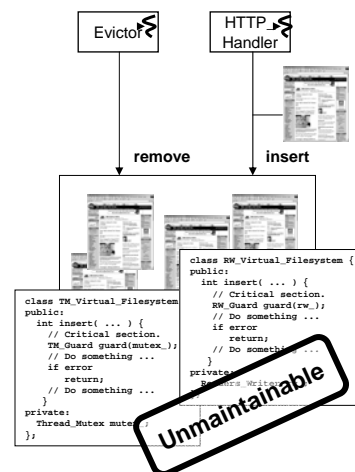 Evictor
HTTP_
Handler
remove
insert
class RW_Virtual_Filesystem {
public:
int insert( ... ) {
// Critical section.
RW_Guard guard(rw_);
// Do something ...
if error
return;
// Do something ...
}
private:
class TM_Virtual_Filesystem
public:
int insert( ... ) {
// Critical section.
TM_Guard guard(mutex_);
// Do something ...
if error
return;
// Do something ...
}
private:
Thread_Mutex mutex_;
};
Unmaintainable